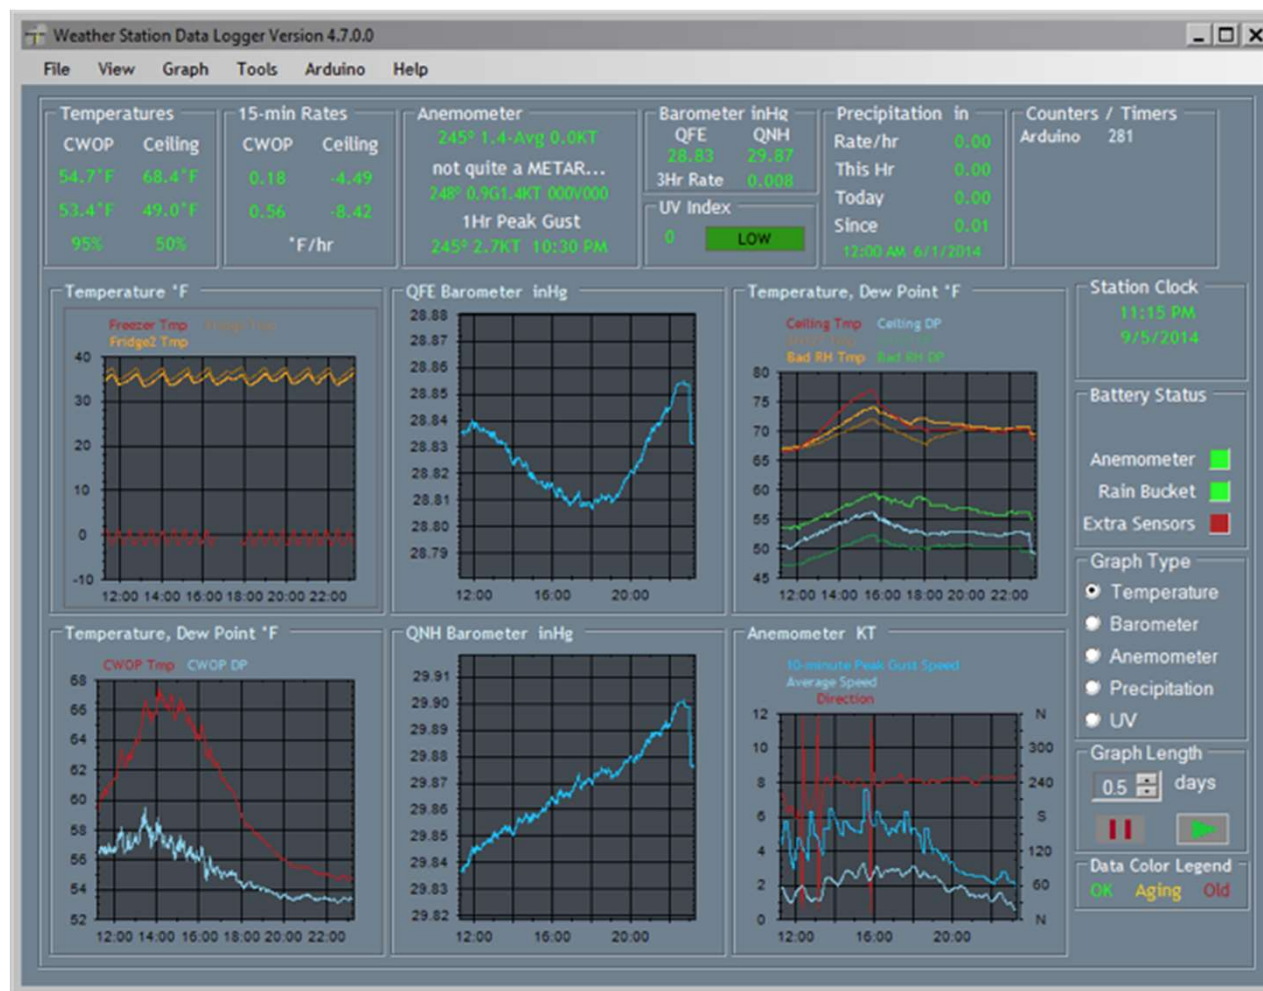 Weather Station Data Logger Version 4.7.0.0
File View Graph Tools Arduino Help
Temperatures
CWOP Ceiling
54.7°F 68.4°F
53.4°F 49.0°F
95% 50%
15-min Rates
CWOP Ceiling
0.18 -4.49
0.56 -8.42
°F/hr
Anemometer
245° 1.4-Avg 0.0KT
not quite a METAR...
248° 0.9G1.4KT 000V000
1Hr Peak Gust
245° 2.7KT 10:30 PM
Barometer inHg
QFE QNH
28.83 29.87
3Hr Rate 0.008
UV Index
0 LOW
Precipitation in
Rate/hr 0.00
This Hr 0.00
Today 0.00
Since 0.01
12:00 AM 6/1/2014
Counters / Timers
Arduino 281
Temperature °F
Freezer Tmp
Fridge2 Tmp
40
30
20
10
0
-10
12:00 14:00 16:00 18:00 20:00 22:00
QFE Barometer inHg
28.88
28.86
28.85
28.84
28.83
28.82
28.81
28.80
28.79
12:00 16:00 20:00
Temperature, Dew Point °F
Ceiling Tmp Ceiling DP
Bad RH Tmp Bad RH DP
80
75
70
65
60
55
50
45
12:00 14:00 16:00 18:00 20:00 22:00
Station Clock
11:15 PM
9/5/2014
Battery Status
Anemometer
Rain Bucket
Extra Sensors
Graph Type
Temperature
Barometer
Anemometer
Precipitation
UV
Graph Length
0.5 days
Data Color Legend
OK Aging Old
Temperature, Dew Point °F
CWOP Tmp CWOP DP
68
66
64
62
60
58
56
54
52
12:00 14:00 16:00 18:00 20:00 22:00
QNH Barometer inHg
29.91
29.90
29.88
29.87
29.86
29.85
29.84
29.83
29.82
12:00 16:00 20:00
Anemometer KT
10-minute Peak Gust Speed
Average Speed
Direction
12
10
8
6
4
2
0
N
300
240
S
120
60
N
12:00 16:00 20:00